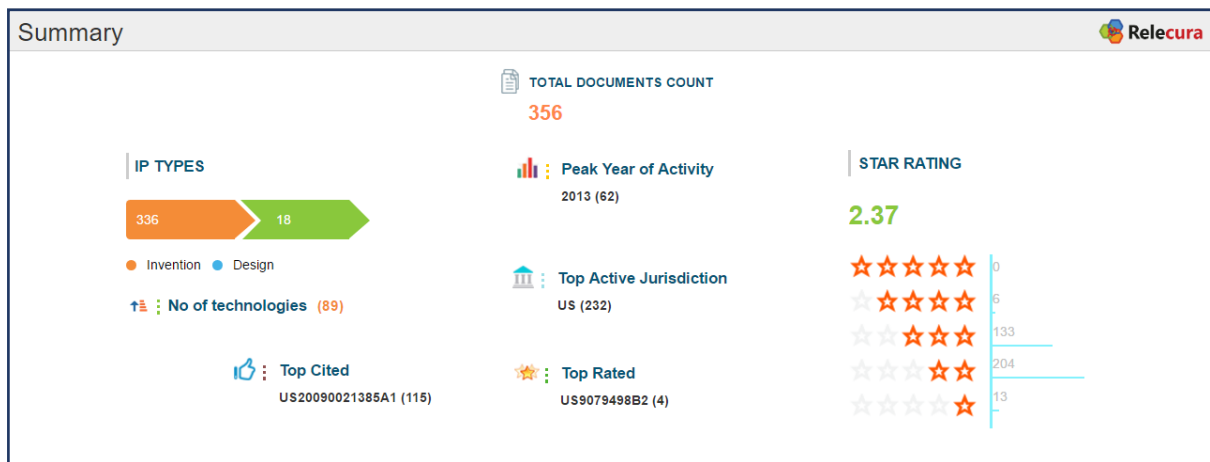 Summary
Relecura
TOTAL DOCUMENTS COUNT
356
IP TYPES
336
18
Invention Design
No of technologies (89)
Top Cited
US20090021385A1 (115)
Peak Year of Activity
2013 (62)
Top Active Jurisdiction
US (232)
Top Rated
US9079498B2 (4)
STAR RATING
2.37
0
6
133
204
13